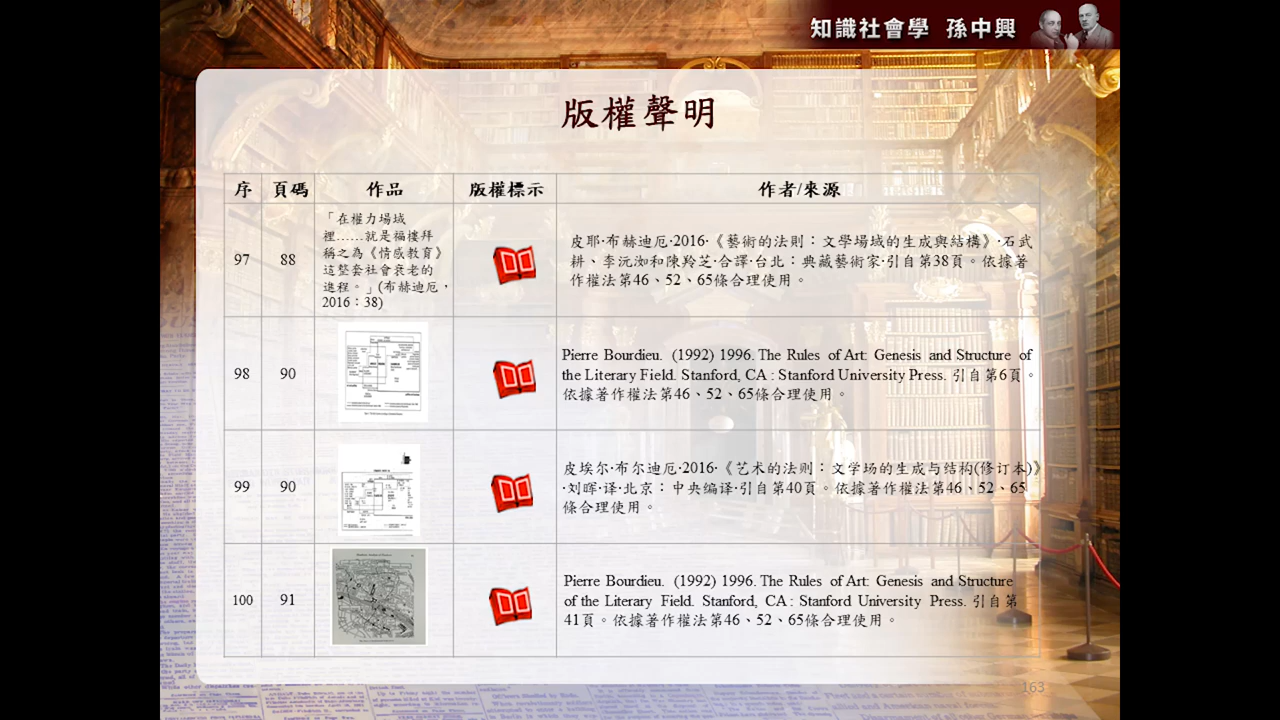 知識社會學 孫中興
版權聲明
序 頁碼 作品 版權標示 作者/來源
97 88
「在權力場域
裡……就是福樓拜
稱之為《情感教育》
這整套社會衰老的
進程。」(布赫迪厄，
2016：38)
皮耶·布赫迪厄·2016·《藝術的法則：文學場域的生成與結構》·石武
耕、李沅洳和陳羚芝·合譯·台北：典藏藝術家·引自第38頁。依據著
作權法第46、52、65條合理使用。
98 90
Pierre Bourdieu. (1992) 1996. The Rules of Art: Genesis and Structure of
the Literary Field. Stanford, CA : Stanford University Press. 引自第6頁。
依據著作權法第46、52、65條合理使用。
99 90
皮埃尔·布尔迪厄·2016·《艺术的法则：文学场的生成与结构(修订本)》
·刘晖·译·北京：中央编译·引自第40頁。依據著作權法第46、52、65
條合理使用。
100 91
Pierre Bourdieu. (1992) 1996. The Rules of Art: Genesis and Structure
of the Literary Field. Stanford, CA : Stanford University Press. 引自第
41頁。依據著作權法第46、52、65條合理使用。
163